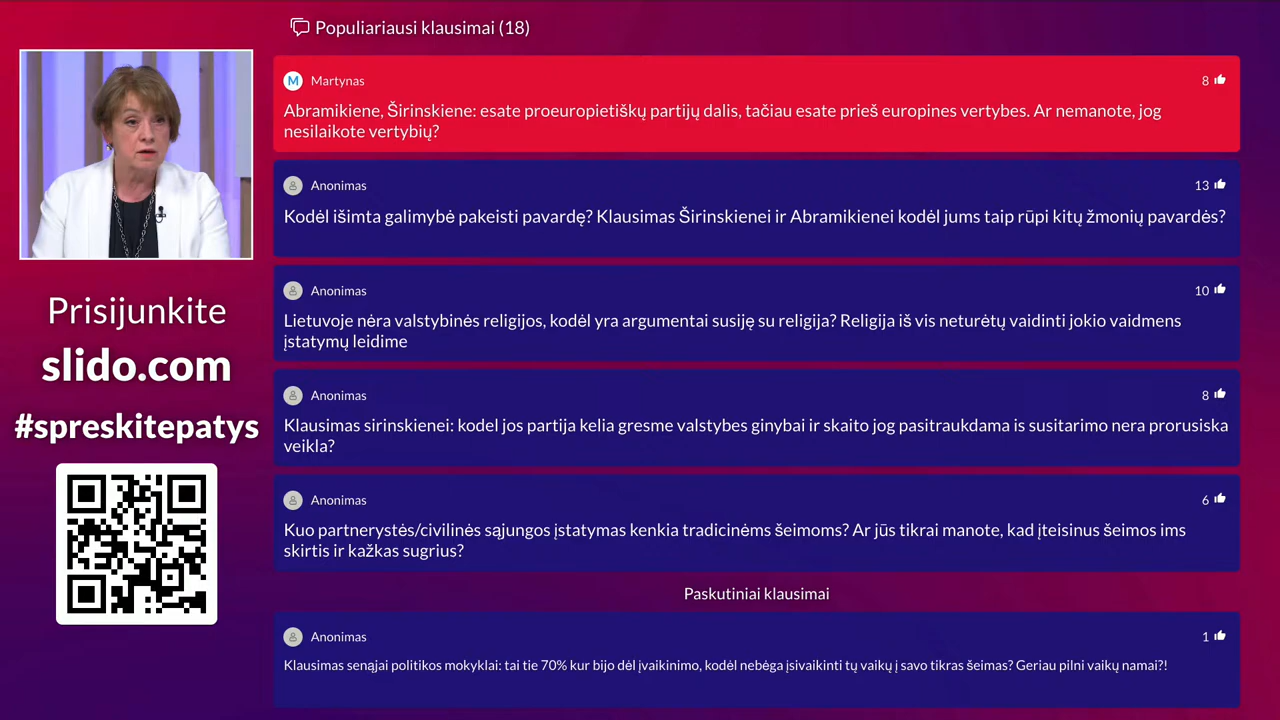 Populiariausi klausimai (18)
M Martynas 8
Abramikiene, Širinskiene: esate proeuropietiškų partijų dalis, tačiau esate prieš europines vertybes. Ar nemanote, jog
nesilaikote vertybių?
Anonimas 13
Kodėl išimta galimybė pakeisti pavardę? Klausimas Širinskienei ir Abramikienei kodėl jums taip rūpi kitų žmonių pavardės?
Anonimas 10
Lietuvoje nėra valstybinės religijos, kodėl yra argumentai susiję su religija? Religija iš vis neturėtų vaidinti jokio vaidmens
įstatymų leidime
Anonimas 8
Klausimas sirinskienei: kodel jos partija kelia gresme valstybes ginybai ir skaito jog pasitraukdama is susitarimo nera prorusiska
veikla?
Anonimas 6
Kuo partnerystės/civilinės sąjungos įstatymas kenkia tradicinėms šeimoms? Ar jūs tikrai manote, kad įteisinus šeimos ims
skirtis ir kažkas sugrius?
Paskutiniai klausimai
Anonimas 1
Klausimas senąjai politikos mokyklai: tai tie 70% kur bijo dėl įvaikinimo, kodėl nebėga įsivaikinti tų vaikų į savo tikras šeimas? Geriau pilni vaikų namai?!
Prisijunkite
slido.com
#spreskitepatys